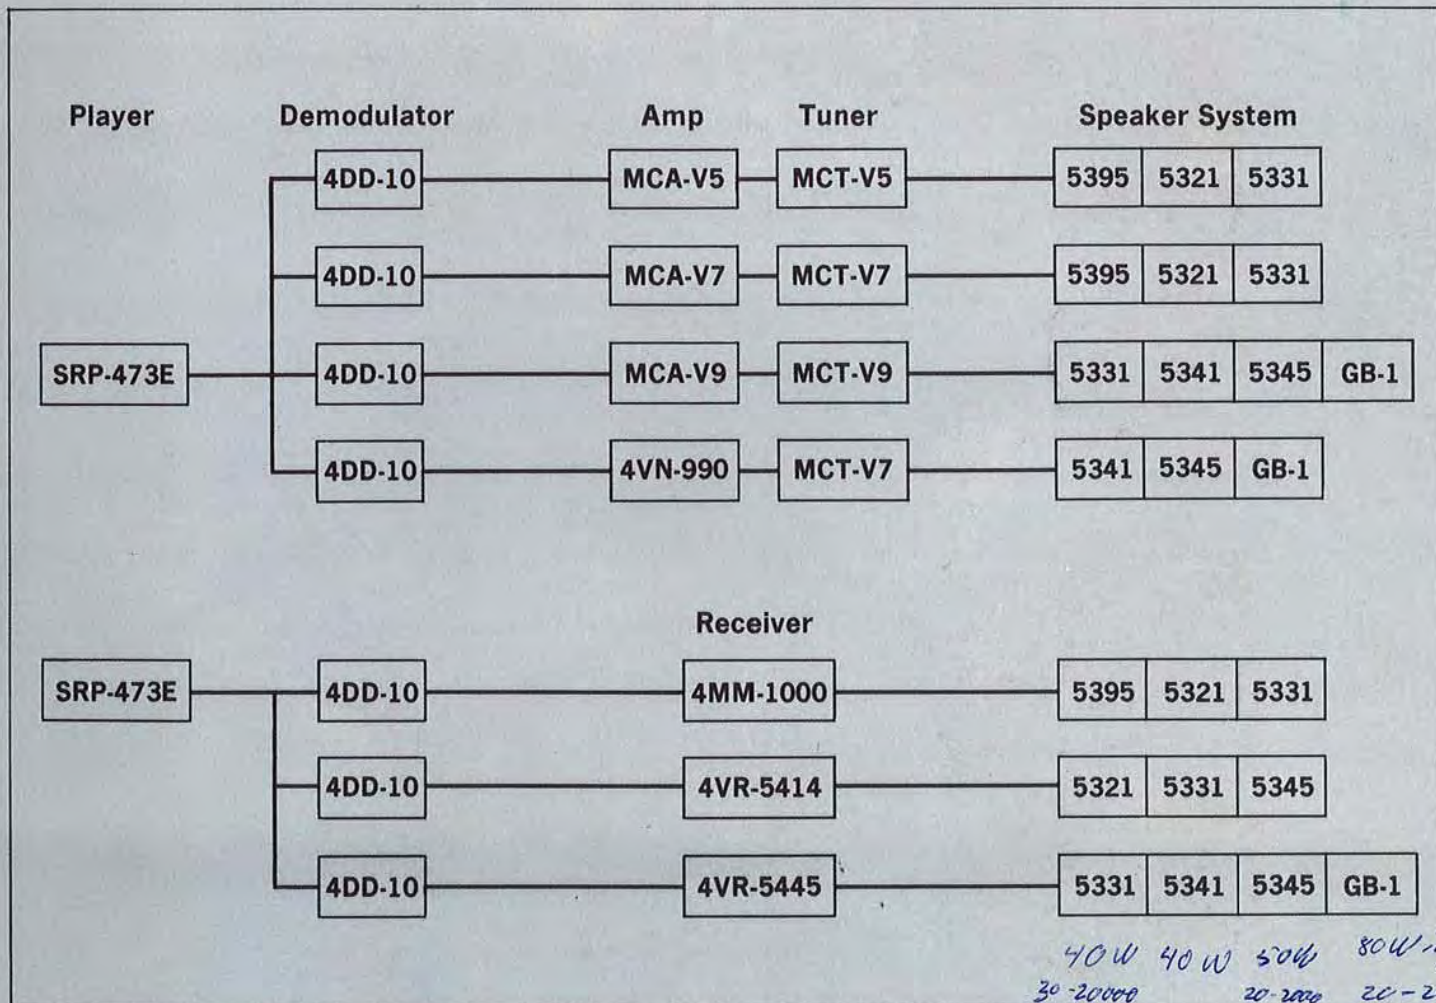 Player Demodulator Amp Tuner Speaker System
4DD-10 MCA-V5 MCT-V5 5395 5321 5331
4DD-10 MCA-V7 MCT-V7 5395 5321 5331
SRP-473E 4DD-10 MCA-V9 MCT-V9 5331 5341 5345 GB-1
4DD-10 4VN-990 MCT-V7 5341 5345 GB-1
Receiver
SRP-473E 4DD-10 4MM-1000 5395 5321 5331
4DD-10 4VR-5414 5321 5331 5345
4DD-10 4VR-5445 5331 5341 5345 GB-1
40W 40W 50W 80W
30-20000 20-2000